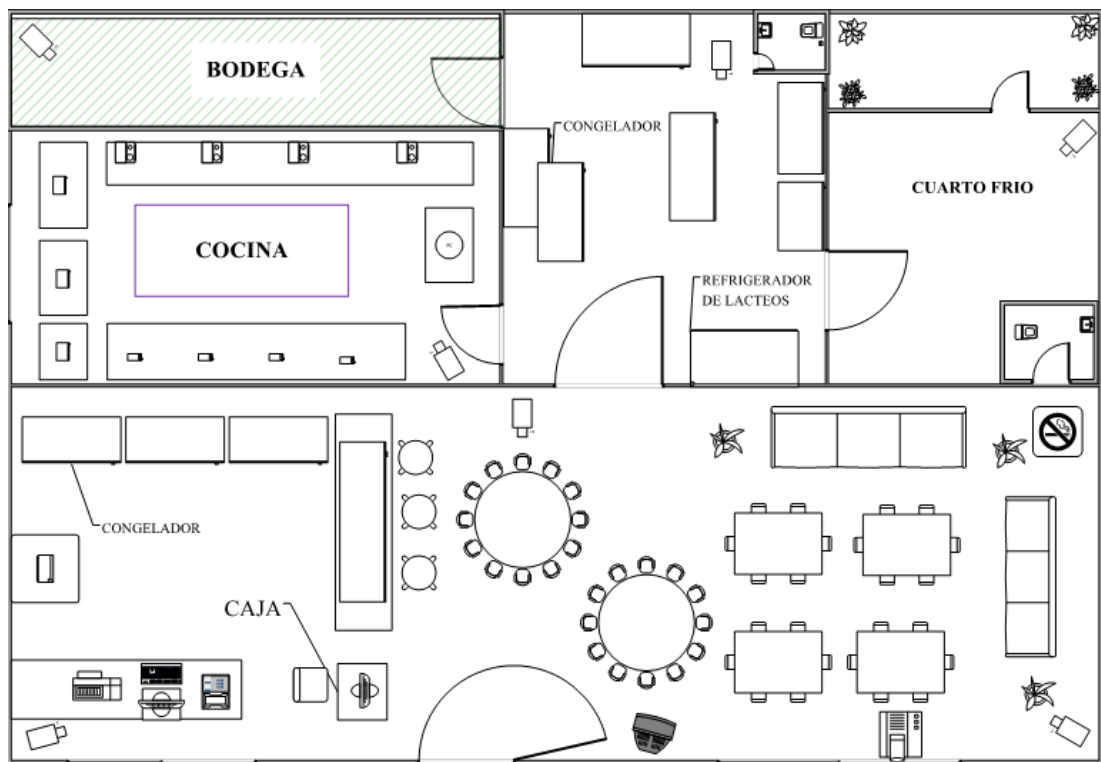 BODEGA
CONGELADOR
CUARTO FRIO
COCINA
REFRIGERADOR
DE LACTEOS
CONGELADOR
CAJA